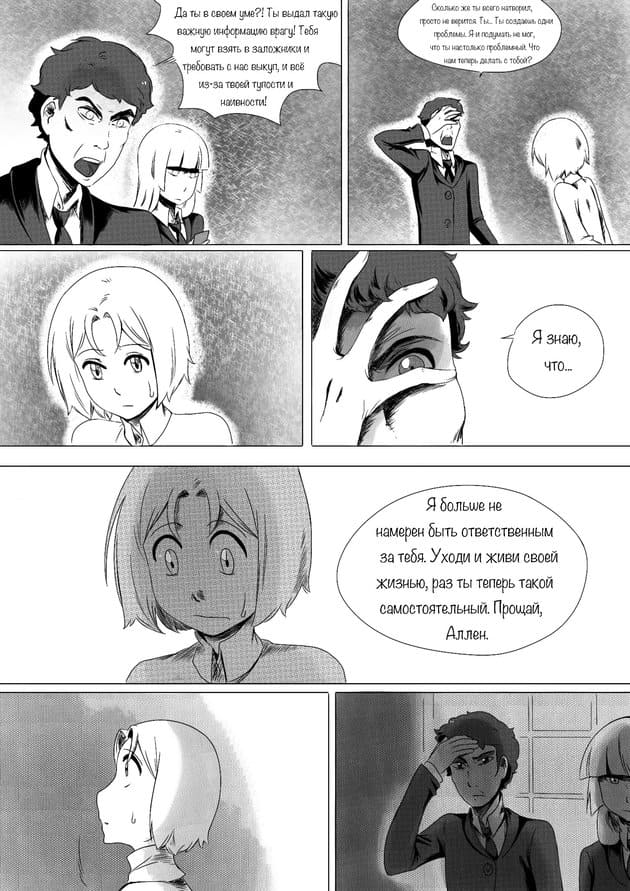 Да ты в своем уме?! Ты выдал такую
важную информацию врагу! Тебя
могут взять в заложники и
требовать с нас выкуп, и всё
из-за твоей тупости и
наивности!
Сколько же ты всего натворил,
просто не верится. Ты... Ты создаешь одни
проблемы. Я и подумать не мог,
что ты настолько проблемный. Что
нам теперь делать с тобой?
Я знаю,
что...
Я больше не
намерен быть ответственным
за тебя. Уходи и живи своей
жизнью, раз ты теперь такой
самостоятельный. Прощай,
Аллен.